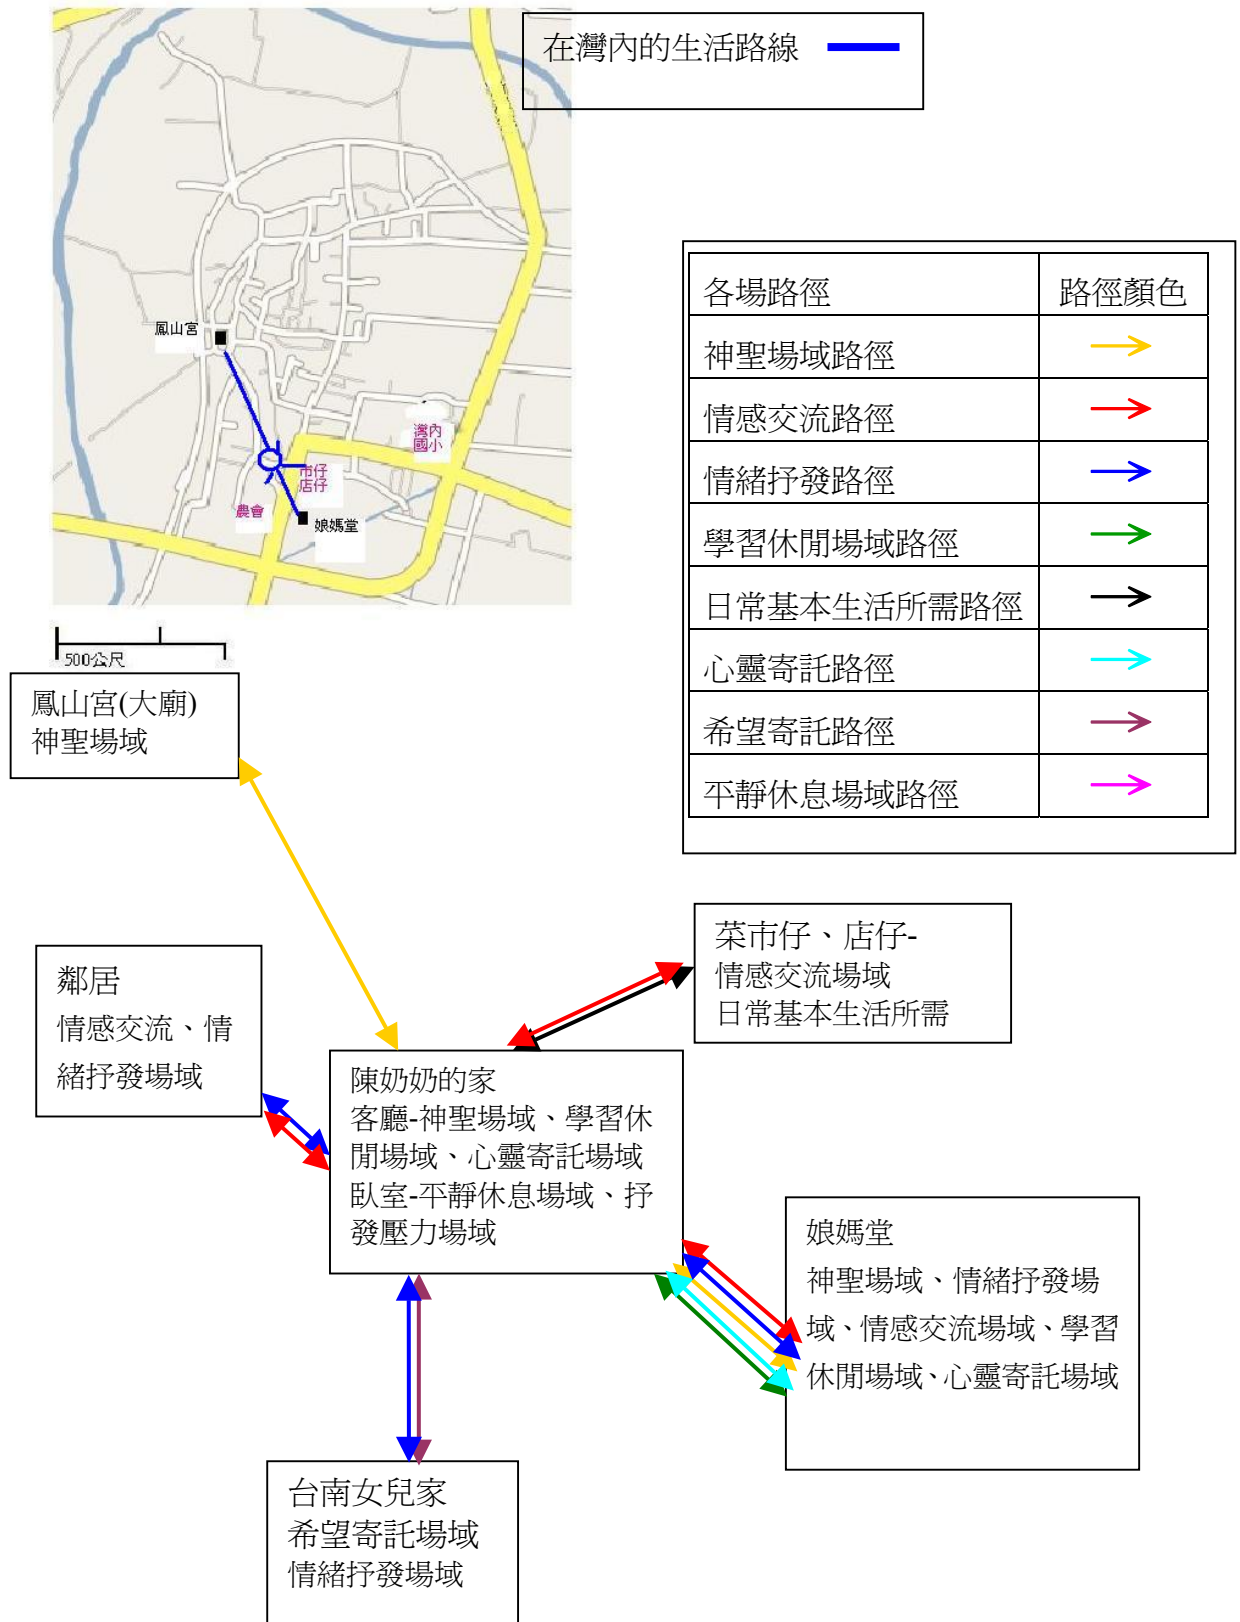 在灣內的生活路線
鳳山宮
灣內
國小
市仔
店仔
農會
娘媽堂
500公尺
各場路徑
路徑顏色
神聖場域路徑
情感交流路徑
情緒抒發路徑
學習休閒場域路徑
日常基本生活所需路徑
心靈寄託路徑
希望寄託路徑
平靜休息場域路徑
鳳山宮(大廟)
神聖場域
菜市仔、店仔-
情感交流場域
日常基本生活所需
鄰居
情感交流、情
緒抒發場域
陳奶奶的家
客廳-神聖場域、學習休
閒場域、心靈寄託場域
臥室-平靜休息場域、抒
發壓力場域
娘媽堂
神聖場域、情緒抒發場
域、情感交流場域、學習
休閒場域、心靈寄託場域
台南女兒家
希望寄託場域
情緒抒發場域